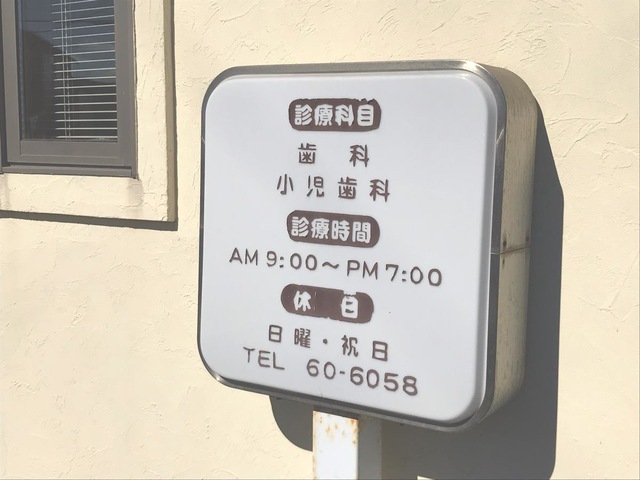 診療科目
歯科
小児歯科
診療時間
AM 9:00～PM 7:00
休日
日曜・祝日
TEL 60-6058